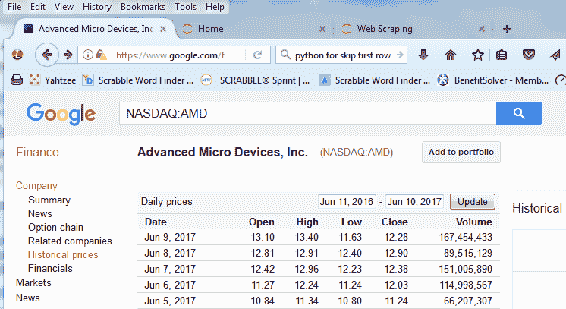 File Edit View History Bookmarks Tools Help
Advanced Micro Devices, Inc. Home Web Scraping
https://www.google.com/f python for skip first row
Yahtzee Scrabble Word Finder ... SCRABBLE® Sprint | ... Scrabble Word Finder ... BenefitSolver - Memb...
Google NASDAQ:AMD
Finance Advanced Micro Devices, Inc. (NASDAQ:AMD) Add to portfolio
Company
Summary
News
Option chain
Related companies
Historical prices
Financials
Markets
News
Daily prices Jun 11, 2016 - Jun 10, 2017 Update Historical
Date Open High Low Close Volume
Jun 9, 2017 13.10 13.40 11.63 12.28 167,454,433
Jun 8, 2017 12.81 12.91 12.40 12.90 89,515,129
Jun 7, 2017 12.42 12.96 12.23 12.38 151,005,890
Jun 6, 2017 11.27 12.24 11.24 12.03 114,998,567
Jun 5, 2017 10.84 11.34 10.80 11.24 66,207,307